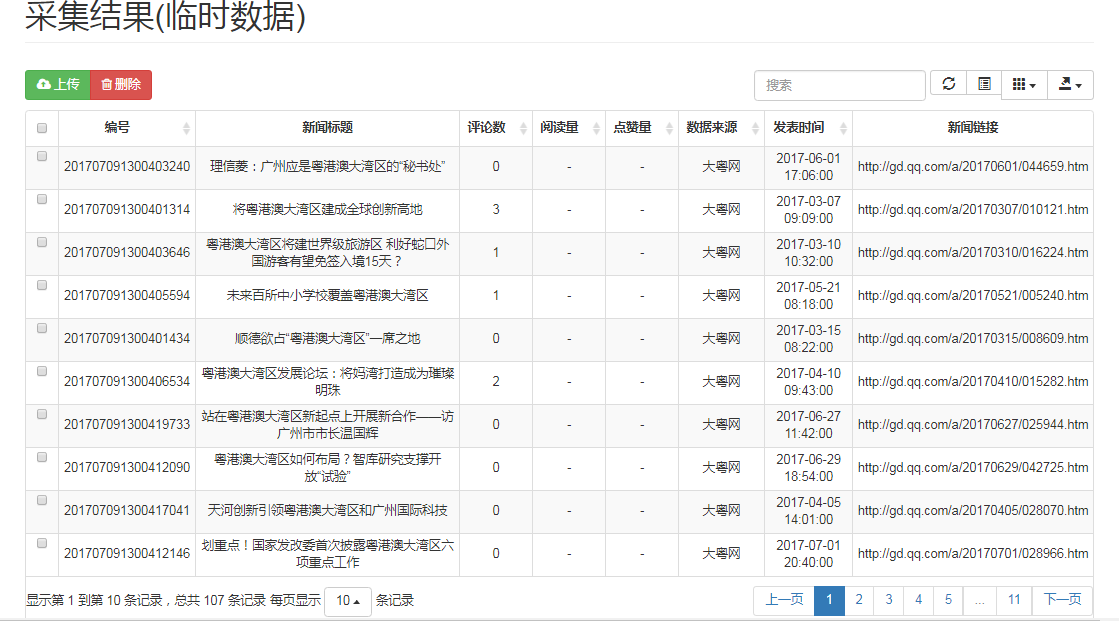 采集结果(临时数据)
上传 删除 搜索
编号 新闻标题 评论数 阅读量 点赞量 数据来源 发表时间 新闻链接
201707091300403240 理信菱：广州应是粤港澳大湾区的“秘书处” 0 - - 大粤网 2017-06-01 17:06:00 http://gd.qq.com/a/20170601/044659.htm
201707091300401314 将粤港澳大湾区建成全球创新高地 3 - - 大粤网 2017-03-07 09:09:00 http://gd.qq.com/a/20170307/010121.htm
201707091300403646 粤港澳大湾区将建世界级旅游区 利好蛇口外国游客有望免签入境15天？ 1 - - 大粤网 2017-03-10 10:32:00 http://gd.qq.com/a/20170310/016224.htm
201707091300405594 未来百所中小学校覆盖粤港澳大湾区 1 - - 大粤网 2017-05-21 08:18:00 http://gd.qq.com/a/20170521/005240.htm
201707091300401434 顺德欲占“粤港澳大湾区”一席之地 0 - - 大粤网 2017-03-15 08:22:00 http://gd.qq.com/a/20170315/008609.htm
201707091300406534 粤港澳大湾区发展论坛：将妈湾打造成为璀璨明珠 2 - - 大粤网 2017-04-10 09:43:00 http://gd.qq.com/a/20170410/015282.htm
201707091300419733 站在粤港澳大湾区新起点上开展新合作——访广州市市长温国辉 0 - - 大粤网 2017-06-27 11:42:00 http://gd.qq.com/a/20170627/025944.htm
201707091300412090 粤港澳大湾区如何布局？智库研究支撑开放“试验” 0 - - 大粤网 2017-06-29 18:54:00 http://gd.qq.com/a/20170629/042725.htm
201707091300417041 天河创新引领粤港澳大湾区和广州国际科技 0 - - 大粤网 2017-04-05 14:01:00 http://gd.qq.com/a/20170405/028070.htm
201707091300412146 划重点！国家发改委首次披露粤港澳大湾区六项重点工作 0 - - 大粤网 2017-07-01 20:40:00 http://gd.qq.com/a/20170701/028966.htm
显示第 1 到第 10 条记录，总共 107 条记录 每页显示 10 条记录 上一页 1 2 3 4 5 ... 11 下一页